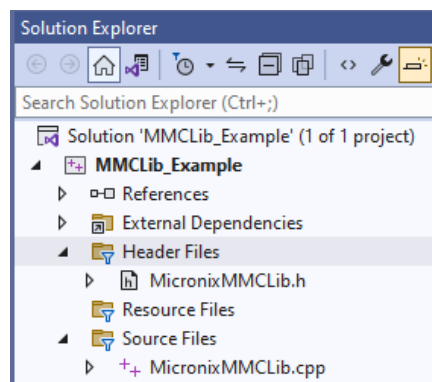 Solution Explorer
Search Solution Explorer (Ctrl+;)
Solution 'MMCLib_Example' (1 of 1 project)
MMCLib_Example
References
External Dependencies
Header Files
MicronixMMCLib.h
Resource Files
Source Files
MicronixMMCLib.cpp